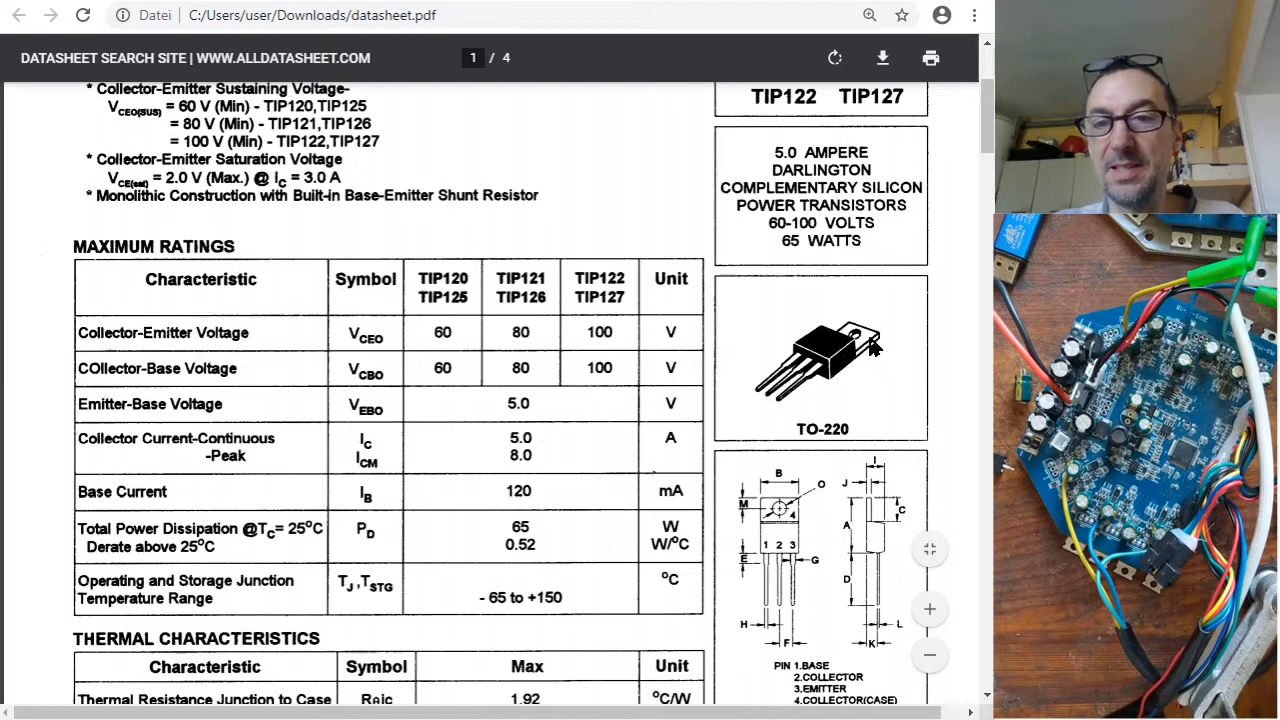 Datei
C:/Users/user/Downloads/datasheet.pdf
DATASHEET SEARCH SITE | WWW.ALLDATASHEET.COM
1 / 4
* Collector-Emitter Sustaining Voltage-
VCEO(SUS) = 60 V (Min) - TIP120,TIP125
= 80 V (Min) - TIP121,TIP126
= 100 V (Min) - TIP122,TIP127
* Collector-Emitter Saturation Voltage
VCE(sat) = 2.0 V (Max.) @ IC = 3.0 A
* Monolithic Construction with Built-in Base-Emitter Shunt Resistor
MAXIMUM RATINGS
Characteristic Symbol TIP120 TIP121 TIP122 Unit
TIP125 TIP126 TIP127
Collector-Emitter Voltage VCEO 60 80 100 V
COllector-Base Voltage VCBO 60 80 100 V
Emitter-Base Voltage VEBO 5.0 V
Collector Current-Continuous IC 5.0 A
-Peak ICM 8.0
Base Current IB 120 mA
Total Power Dissipation @TC= 25°C PD 65 W
Derate above 25°C 0.52 W/°C
Operating and Storage Junction TJ ,TSTG °C
Temperature Range - 65 to +150
THERMAL CHARACTERISTICS
Characteristic Symbol Max Unit
Thermal Resistance Junction to Case Rθjc 1.92 °C/W
TIP122 TIP127
5.0 AMPERE
DARLINGTON
COMPLEMENTARY SILICON
POWER TRANSISTORS
60-100 VOLTS
65 WATTS
TO-220
B O I J
M C A
4
1 2 3
E G D
H F L K
PIN 1.BASE
2.COLLECTOR
3.EMITTER
4.COLLECTOR(CASE)